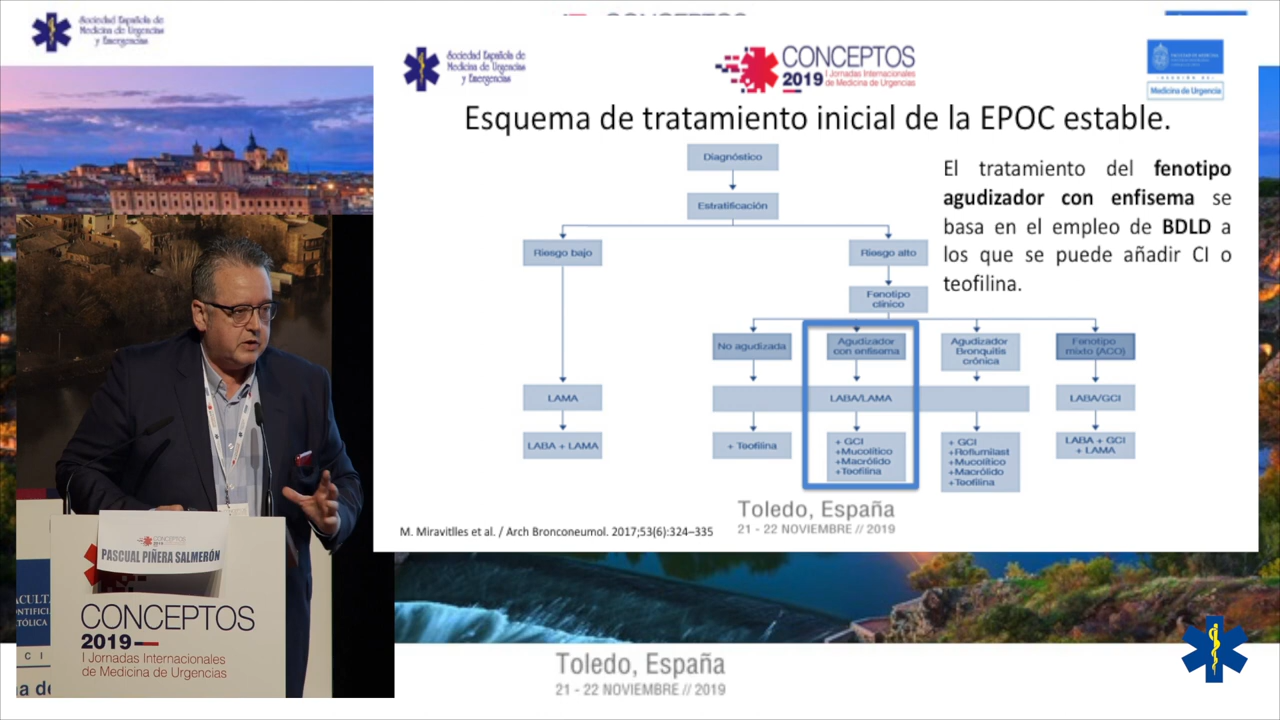 Sociedad Española de
Medicina de Urgencias
y Emergencias
CONCEPTOS
Sociedad Española de
Medicina de Urgencias
y Emergencias
CONCEPTOS
2019 I Jornadas Internacionales
de Medicina de Urgencias
Medicina de Urgencia
Esquema de tratamiento inicial de la EPOC estable.
Diagnóstico
Estratificación
Riesgo bajo
Riesgo alto
Fenotipo
clínico
No agudizada
Agudizador
con enfisema
Agudizador
Bronquitis
crónica
Fenotipo
mixto (ACO)
LAMA
LABA/LAMA
LABA/GCI
LABA + LAMA
+ Teofilina
+ GCI
+Mucolítico
+Macrólido
+Teofilina
+ GCI
+Roflumilast
+Mucolítico
+Macrólido
+Teofilina
LABA + GCI
+ LAMA
El tratamiento del fenotipo
agudizador con enfisema se
basa en el empleo de BDLD a
los que se puede añadir CI o
teofilina.
Toledo, España
21 - 22 NOVIEMBRE // 2019
M. Miravitlles et al. / Arch Bronconeumol. 2017;53(6):324–335
CONCEPTOS
PASCUAL PIÑERA SALMERÓN
CONCEPTOS
2019
I Jornadas Internacionales
de Medicina de Urgencias
Toledo, España
21 - 22 NOVIEMBRE // 2019